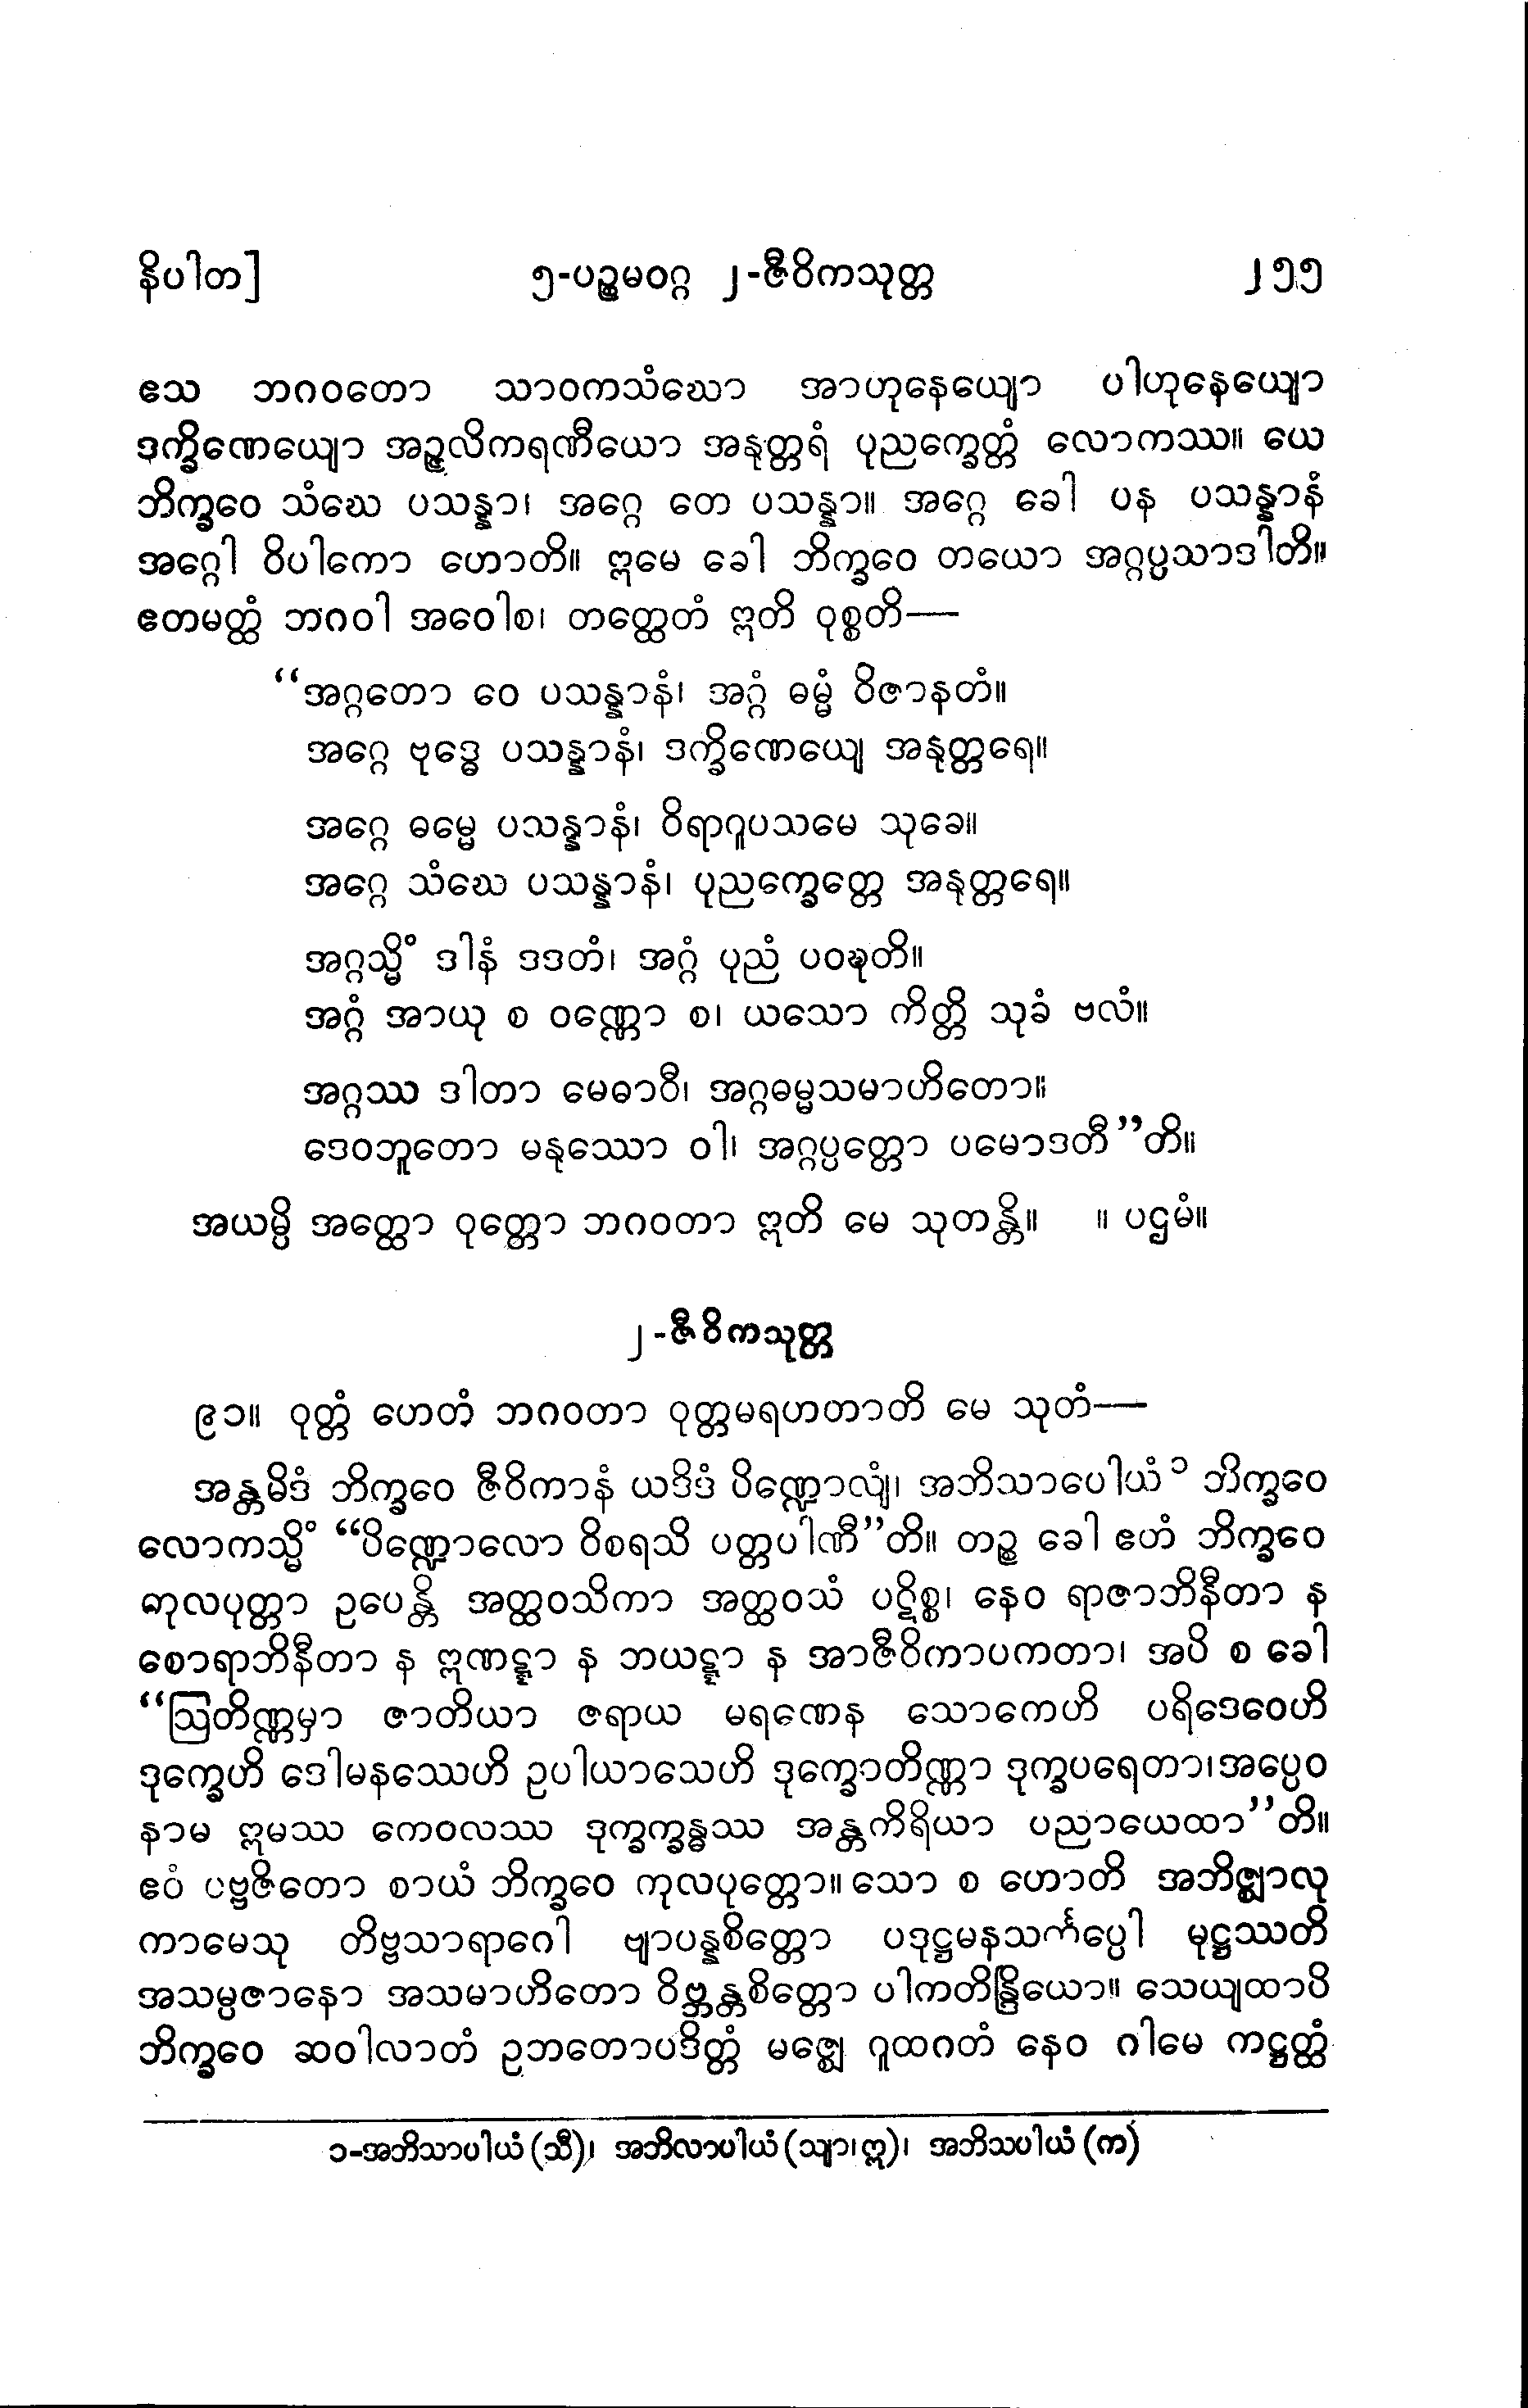 နိပါတ] ၅-ပဉ္စမဝဂ္ဂ ၂-ဇီဝိကသုတ္တ ၂၅၅
ဧသ ဘဂဝတော သာဝကသံဃော အာဟုနေယျော ပါဟုနေယျော
ဒက္ခိဏေယျော အဉ္ဇလိကရဏီယော အနုတ္တရံ ပုညက္ခေတ္တံ လောကဿ။ ယေ
ဘိက္ခဝေ သံဃေ ပသန္နာ၊ အဂ္ဂေ တေ ပသန္နာ။ အဂ္ဂေ ခေါ ပန ပသန္နာနံ
အဂ္ဂေါ ဝိပါကော ဟောတိ။ ဣမေ ခေါ ဘိက္ခဝေ တယော အဂ္ဂပ္ပသာဒါတိ။
ဧတမတ္ထံ ဘဂဝါ အဝေါစ၊ တတ္ထေတံ ဣတိ ဝုစ္စတိ—
“အဂ္ဂတော ဝေ ပသန္နာနံ၊ အဂ္ဂံ ဓမ္မံ ဝိဇာနတံ။
အဂ္ဂေ ဗုဒ္ဓေ ပသန္နာနံ၊ ဒက္ခိဏေယျေ အနုတ္တရေ။
အဂ္ဂေ ဓမ္မေ ပသန္နာနံ၊ ဝိရာဂူပသမေ သုခေ။
အဂ္ဂေ သံဃေ ပသန္နာနံ၊ ပုညက္ခေတ္တေ အနုတ္တရေ။
အဂ္ဂသ္မိံ ဒါနံ ဒဒတံ၊ အဂ္ဂံ ပုညံ ပဝဍ္ဎတိ။
အဂ္ဂံ အာယု စ ဝဏ္ဏော စ၊ ယသော ကိတ္တိ သုခံ ဗလံ။
အဂ္ဂဿ ဒါတာ မေဓာဝီ၊ အဂ္ဂဓမ္မသမာဟိတော။
ဒေဝဘူတော မနုဿော ဝါ၊ အဂ္ဂပ္ပတ္တော ပမောဒတီ”တိ။
အယမ္ပိ အတ္ထော ဝုတ္တော ဘဂဝတာ ဣတိ မေ သုတန္တိ။ ။ ပဌမံ။
၂-ဇီဝိကသုတ္တ
၉၁။ ဝုတ္တံ ဟေတံ ဘဂဝတာ ဝုတ္တမရဟတာတိ မေ သုတံ—
အန္တမိဒံ ဘိက္ခဝေ ဇီဝိကာနံ ယဒိဒံ ပိဏ္ဍောလျံ၊ အဘိသာပေါယံ ၁ ဘိက္ခဝေ
လောကသ္မိံ “ပိဏ္ဍောလော ဝိစရသိ ပတ္တပါဏီ”တိ။ တဉ္စ ခေါ ဧတံ ဘိက္ခဝေ
ကုလပုတ္တာ ဥပေန္တိ အတ္ထဝသိကာ အတ္ထဝသံ ပဋိစ္စ၊ နေဝ ရာဇာဘိနီတာ န
စောရာဘိနီတာ န ဣဏဋ္ဋာ န ဘယဋ္ဋာ န အာဇီဝိကာပကတာ၊ အပိ စ ခေါ
“ဩတိဏ္ဏမှာ ဇာတိယာ ဇရာယ မရဏေန သောကေဟိ ပရိဒေဝေဟိ
ဒုက္ခေဟိ ဒေါမနဿေဟိ ဥပါယာသေဟိ ဒုက္ခောတိဏ္ဏာ ဒုက္ခပရေတာ၊အပ္ပေဝ
နာမ ဣမဿ ကေဝလဿ ဒုက္ခက္ခန္ဓဿ အန္တကိရိယာ ပညာယေထာ”တိ။
ဧဝံ ပဗ္ဗဇိတော စာယံ ဘိက္ခဝေ ကုလပုတ္တော။ သော စ ဟောတိ အဘိဇ္ဈာလု
ကာမေသု တိဗ္ဗသာရာဂေါ ဗျာပန္နစိတ္တော ပဒုဋ္ဌမနသင်္ကပ္ပေါ မုဋ္ဌဿတိ
အသမ္ပဇာနော အသမာဟိတော ဝိဗ္ဘန္တစိတ္တော ပါကတိန္ဒြိယော။ သေယျထာပိ
ဘိက္ခဝေ ဆဝါလာတံ ဥဘတောပဒိတ္တံ မဇ္ဈေ ဂူထဂတံ နေဝ ဂါမေ ကဋ္ဌတ္ထံ
၁-အဘိသာပါယံ (သီ)၊ အဘိလာပါယံ (သျာ၊ဣ)၊ အဘိသပါယံ (က)